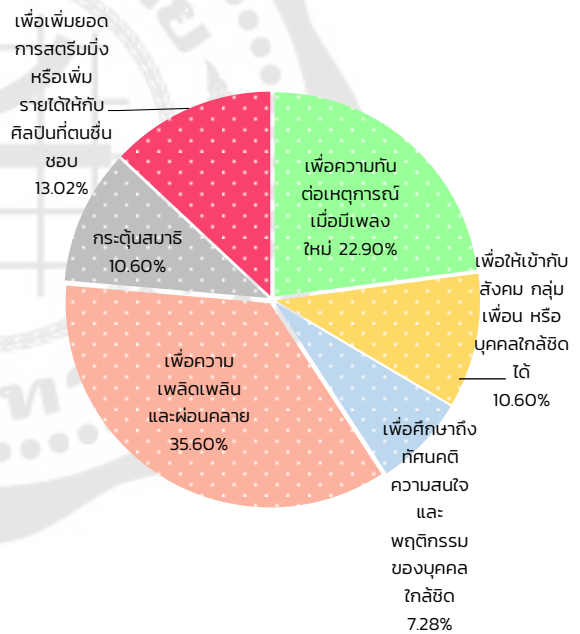 เพื่อเพิ่มยอด
การสตรีมมิ่ง
หรือเพิ่ม
รายได้ให้กับ
ศิลปินที่ตนชื่น
ชอบ
13.02%
เพื่อความทัน
ต่อเหตุการณ์
เมื่อมีเพลง
ใหม่ 22.90%
กระตุ้นสมาธิ
10.60%
เพื่อให้เข้ากับ
สังคม กลุ่ม
เพื่อน หรือ
บุคคลใกล้ชิด
ได้
10.60%
เพื่อความ
เพลิดเพลิน
และผ่อนคลาย
35.60%
เพื่อศึกษาถึง
ทัศนคติ
ความสนใจ
และ
พฤติกรรม
ของบุคคล
ใกล้ชิด
7.28%